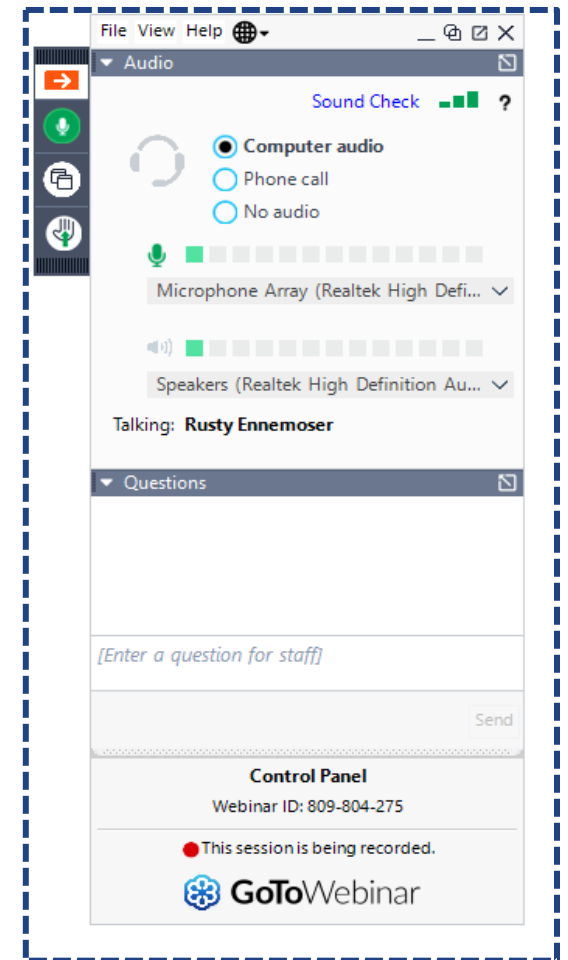 File View Help
Audio
Sound Check ?
Computer audio
Phone call
No audio
Microphone Array (Realtek High Defi...
Speakers (Realtek High Definition Au...
Talking: Rusty Ennemoser
Questions
[Enter a question for staff]
Send
Control Panel
Webinar ID: 809-804-275
This session is being recorded.
GoToWebinar